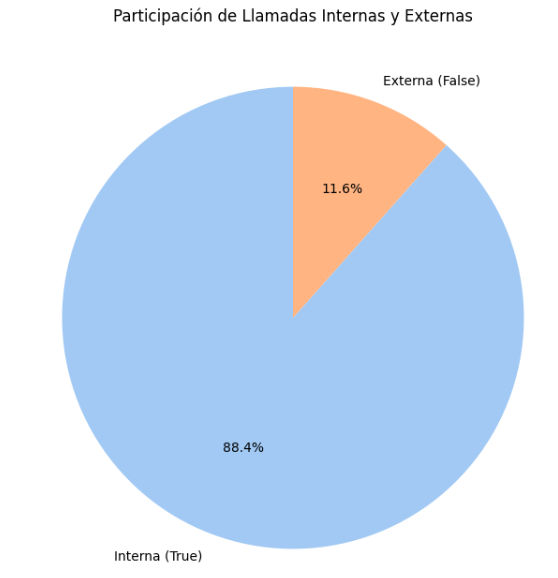 Participación de Llamadas Internas y Externas
Externa (False)
11.6%
88.4%
Interna (True)